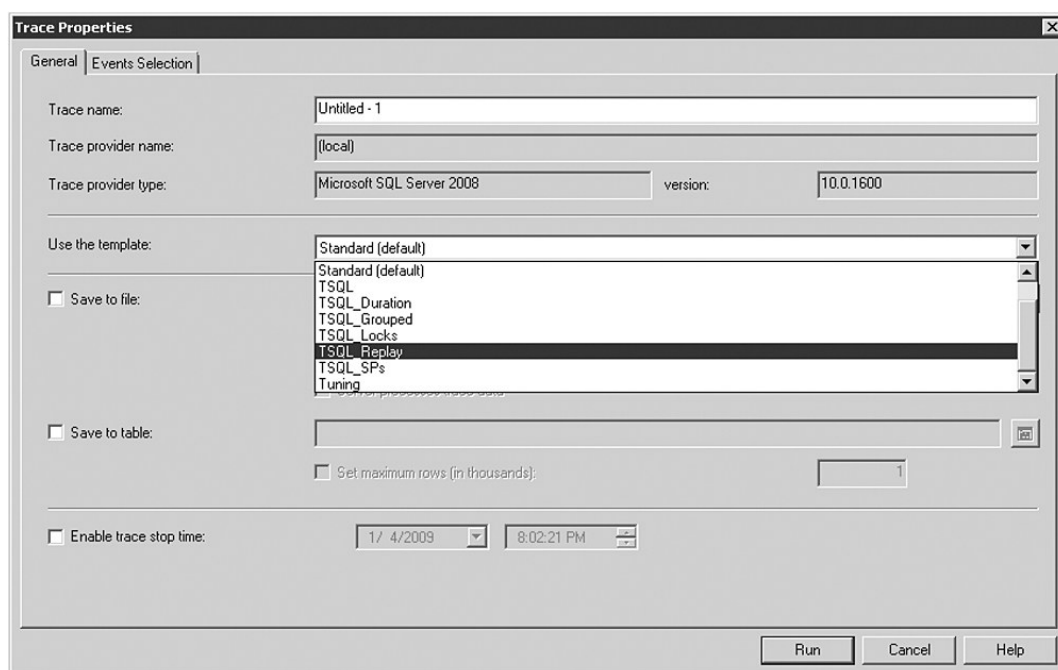 Trace Properties
General Events Selection
Trace name: Untitled - 1
Trace provider name: (local)
Trace provider type: Microsoft SQL Server 2008 version: 10.0.1600
Use the template: Standard (default)
Standard (default)
TSQL
TSQL_Duration
Save to file:
TSQL_Grouped
TSQL_Locks
TSQL_Replay
TSQL_SPs
Tuning
Save to table:
Set maximum rows (in thousands): 1
Enable trace stop time: 1/ 4/2009 8:02:21 PM
Run Cancel Help